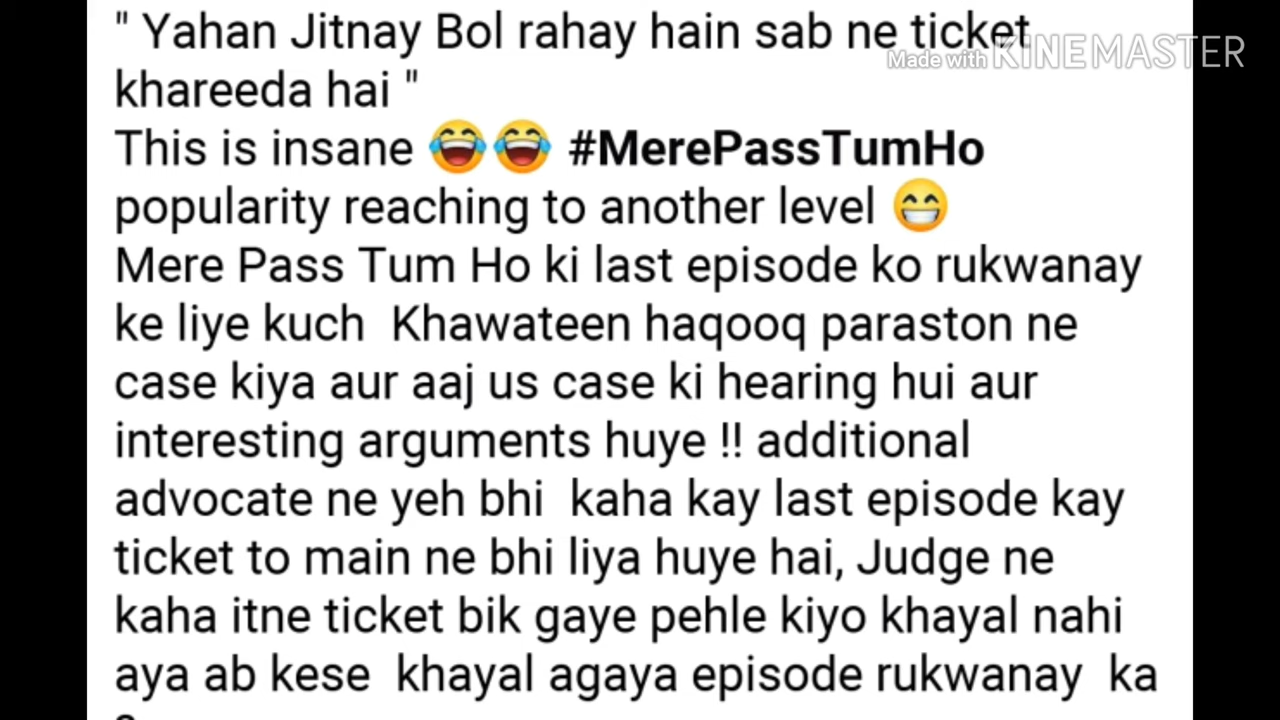 " Yahan Jitnay Bol rahay hain sab ne ticket
Made with KINEMASTER
khareeda hai "
This is insane 😂😂 #MerePassTumHo
popularity reaching to another level 😁
Mere Pass Tum Ho ki last episode ko rukwanay
ke liye kuch Khawateen haqooq paraston ne
case kiya aur aaj us case ki hearing hui aur
interesting arguments huye !! additional
advocate ne yeh bhi kaha kay last episode kay
ticket to main ne bhi liya huye hai, Judge ne
kaha itne ticket bik gaye pehle kiyo khayal nahi
aya ab kese khayal agaya episode rukwanay ka